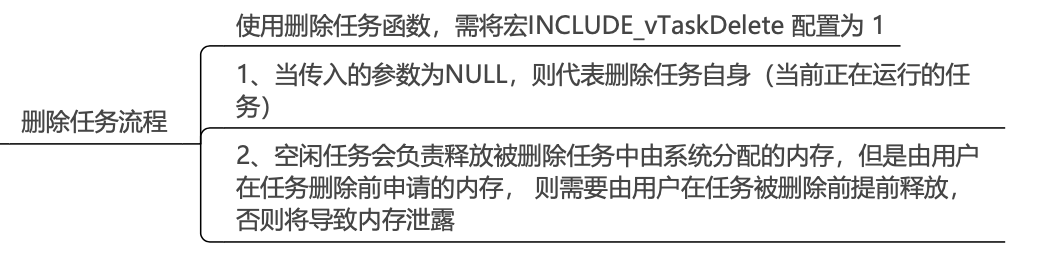 使用删除任务函数，需将宏INCLUDE_vTaskDelete 配置为 1
1、当传入的参数为NULL，则代表删除任务自身（当前正在运行的任
务）
删除任务流程
2、空闲任务会负责释放被删除任务中由系统分配的内存，但是由用户
在任务删除前申请的内存， 则需要由用户在任务被删除前提前释放，
否则将导致内存泄露